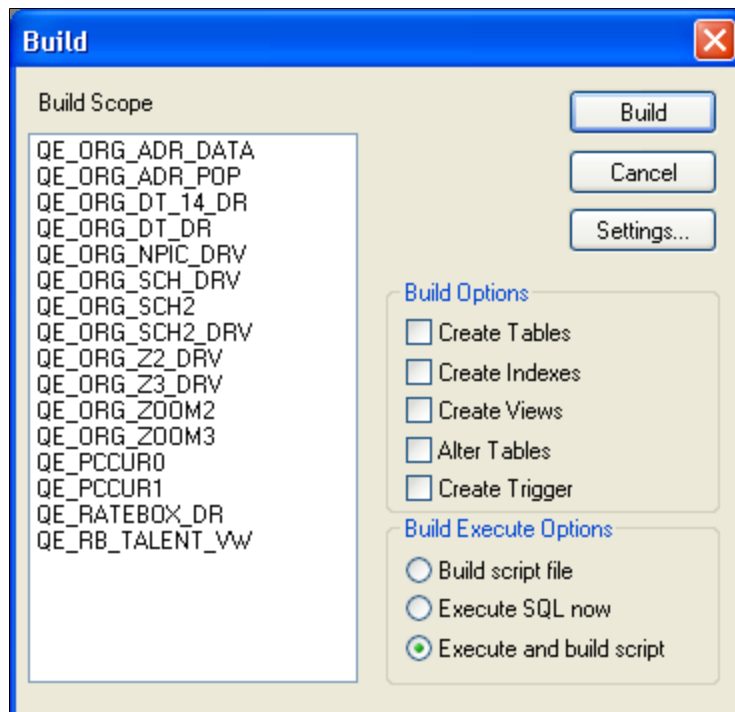 Build
Build Scope
QE_ORG_ADR_DATA
QE_ORG_ADR_POP
QE_ORG_DT_14_DR
QE_ORG_DT_DR
QE_ORG_NPIC_DRV
QE_ORG_SCH_DRV
QE_ORG_SCH2
QE_ORG_SCH2_DRV
QE_ORG_Z2_DRV
QE_ORG_Z3_DRV
QE_ORG_ZOOM2
QE_ORG_ZOOM3
QE_PCCUR0
QE_PCCUR1
QE_RATEBOX_DR
QE_RB_TALENT_VW
Build
Cancel
Settings...
Build Options
Create Tables
Create Indexes
Create Views
Alter Tables
Create Trigger
Build Execute Options
Build script file
Execute SQL now
Execute and build script